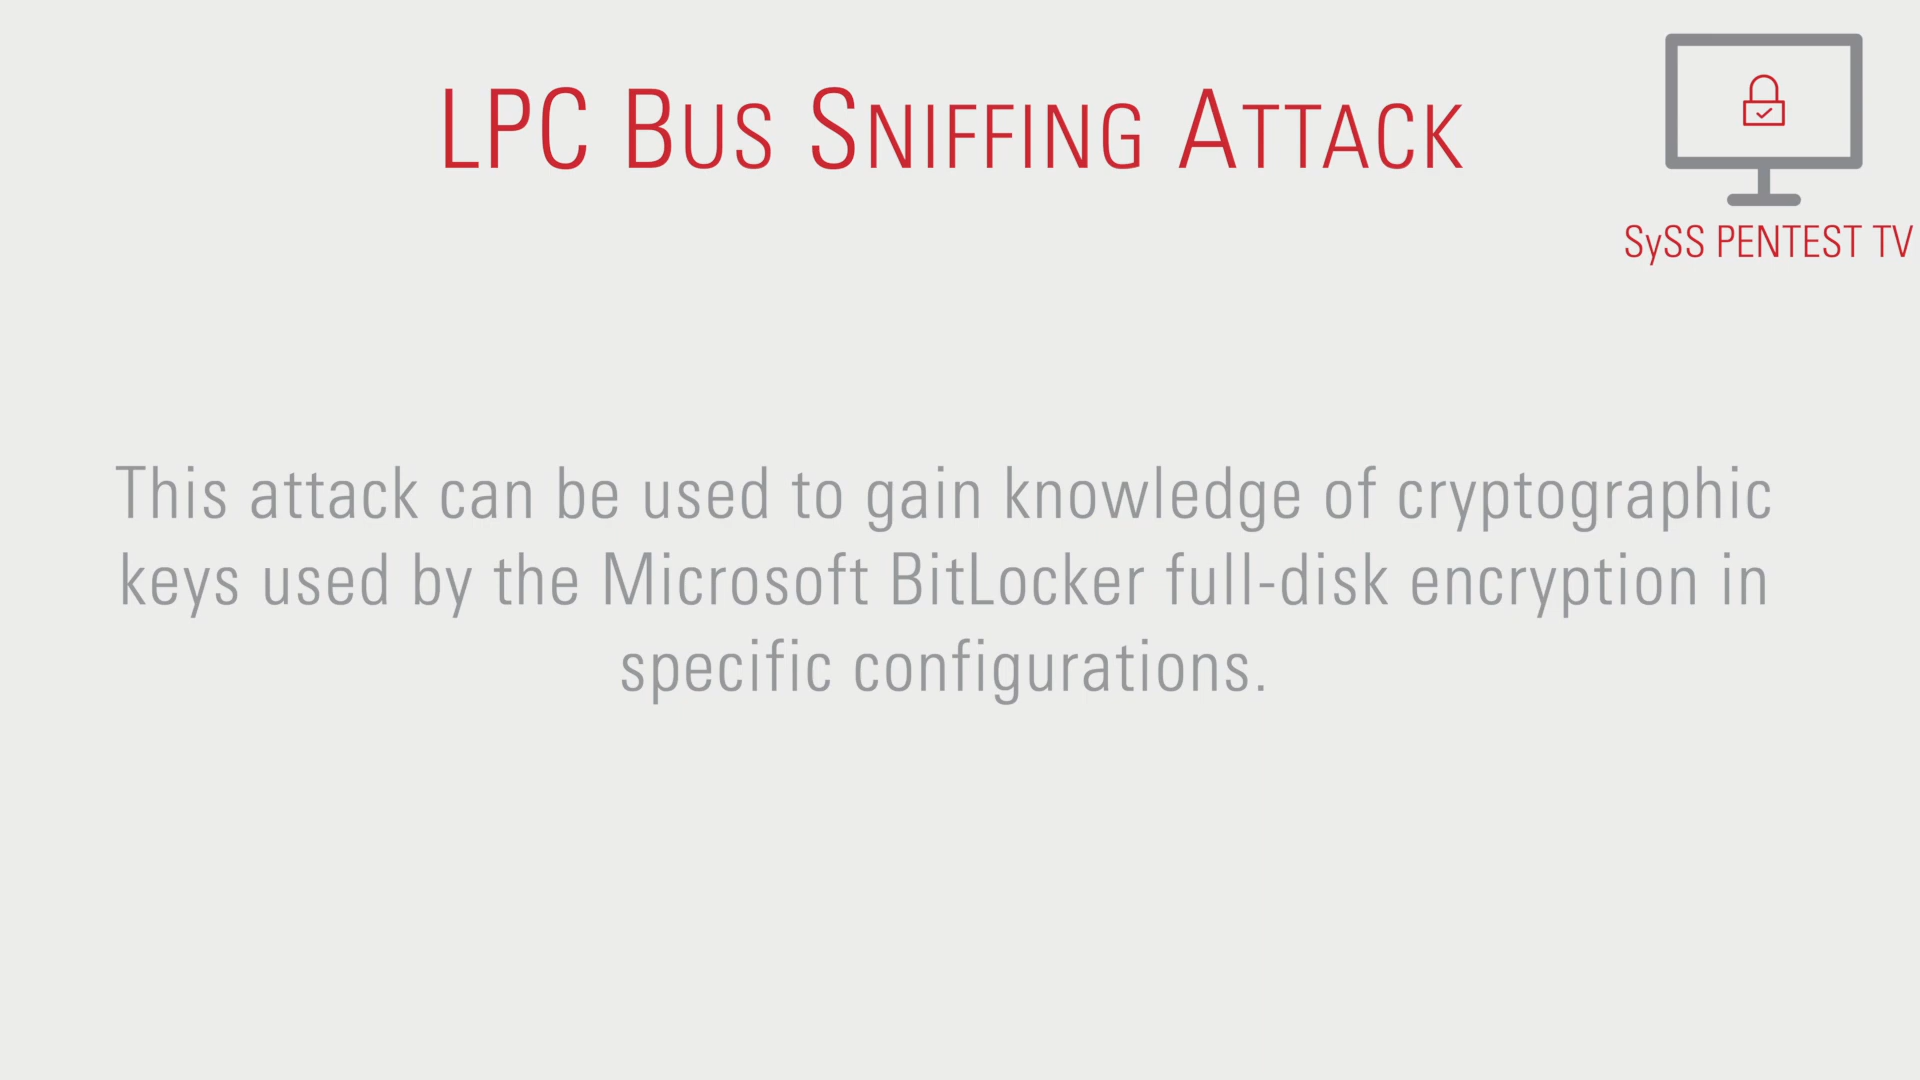 LPC Bus Sniffing Attack
SySS PENTEST TV
This attack can be used to gain knowledge of cryptographic
keys used by the Microsoft BitLocker full-disk encryption in
specific configurations.